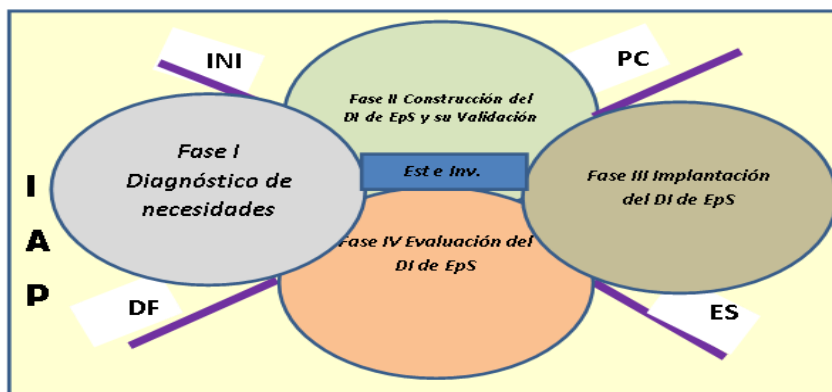 INI
PC
Fase II Construcción del
DI de EpS y su Validación
Fase I
Diagnóstico de
necesidades
Est e Inv.
Fase III Implantación
del DI de EpS
I
A
P
Fase IV Evaluación del
DI de EpS
DF
ES